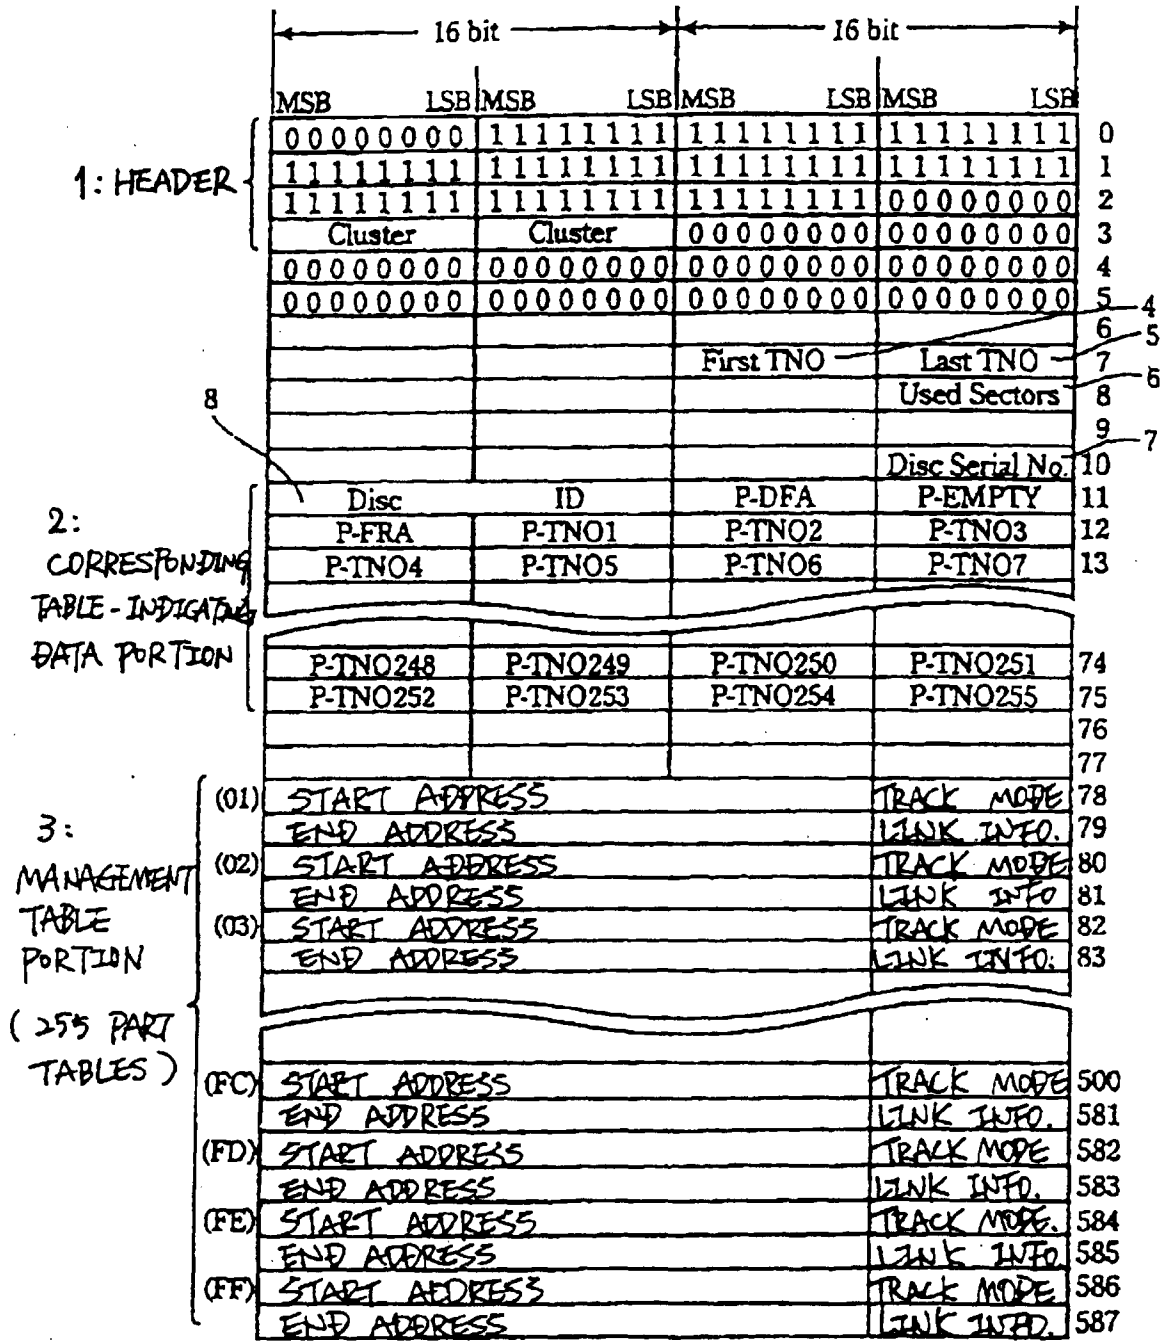 16 bit 16 bit
MSB LSB MSB LSB MSB LSB MSB LSB
00000000 11111111 11111111 11111111 0
1: HEADER
11111111 11111111 11111111 11111111 1
11111111 11111111 11111111 00000000 2
Cluster Cluster 00000000 00000000 3
00000000 00000000 00000000 00000000 4
00000000 00000000 00000000 00000000 5
4
6
5
First TNO Last TNO 7
6
Used Sectors 8
8
9
7
Disc Serial No. 10
Disc ID P-DFA P-EMPTY 11
2:
CORRESPONDING
TABLE-INDICATING
DATA PORTION
P-FRA P-TNO1 P-TNO2 P-TNO3 12
P-TNO4 P-TNO5 P-TNO6 P-TNO7 13
P-TNO248 P-TNO249 P-TNO250 P-TNO251 74
P-TNO252 P-TNO253 P-TNO254 P-TNO255 75
76
77
3:
MANAGEMENT
TABLE
PORTION
(255 PART
TABLES)
(01) START ADDRESS TRACK MODE 78
END ADDRESS LINK INFO. 79
(02) START ADDRESS TRACK MODE 80
END ADDRESS LINK INFO 81
(03) START ADDRESS TRACK MODE 82
END ADDRESS LINK INFO. 83
(FC) START ADDRESS TRACK MODE 500
END ADDRESS LINK INFO. 581
(FD) START ADDRESS TRACK MODE 582
END ADDRESS LINK INFO. 583
(FE) START ADDRESS TRACK MODE. 584
END ADDRESS LINK INFO. 585
(FF) START ADDRESS TRACK MODE 586
END ADDRESS LINK INFO. 587